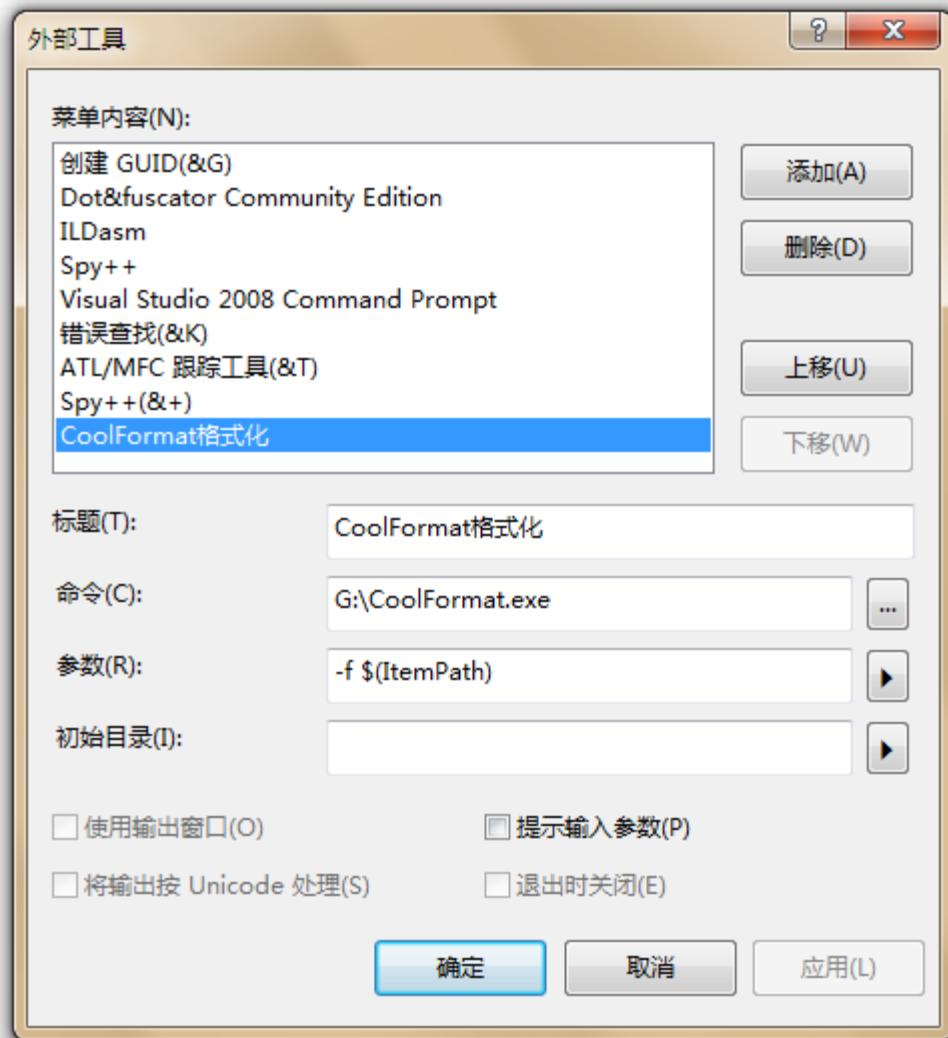 外部工具
菜单内容(N):
创建 GUID(&G)
Dot&fuscator Community Edition
ILDasm
Spy++
Visual Studio 2008 Command Prompt
错误查找(&K)
ATL/MFC 跟踪工具(&T)
Spy++(&+)
CoolFormat格式化
添加(A)
删除(D)
上移(U)
下移(W)
标题(T):
CoolFormat格式化
命令(C):
G:\CoolFormat.exe
...
参数(R):
-f $(ItemPath)
初始目录(I):
使用输出窗口(O)
提示输入参数(P)
将输出按 Unicode 处理(S)
退出时关闭(E)
确定
取消
应用(L)